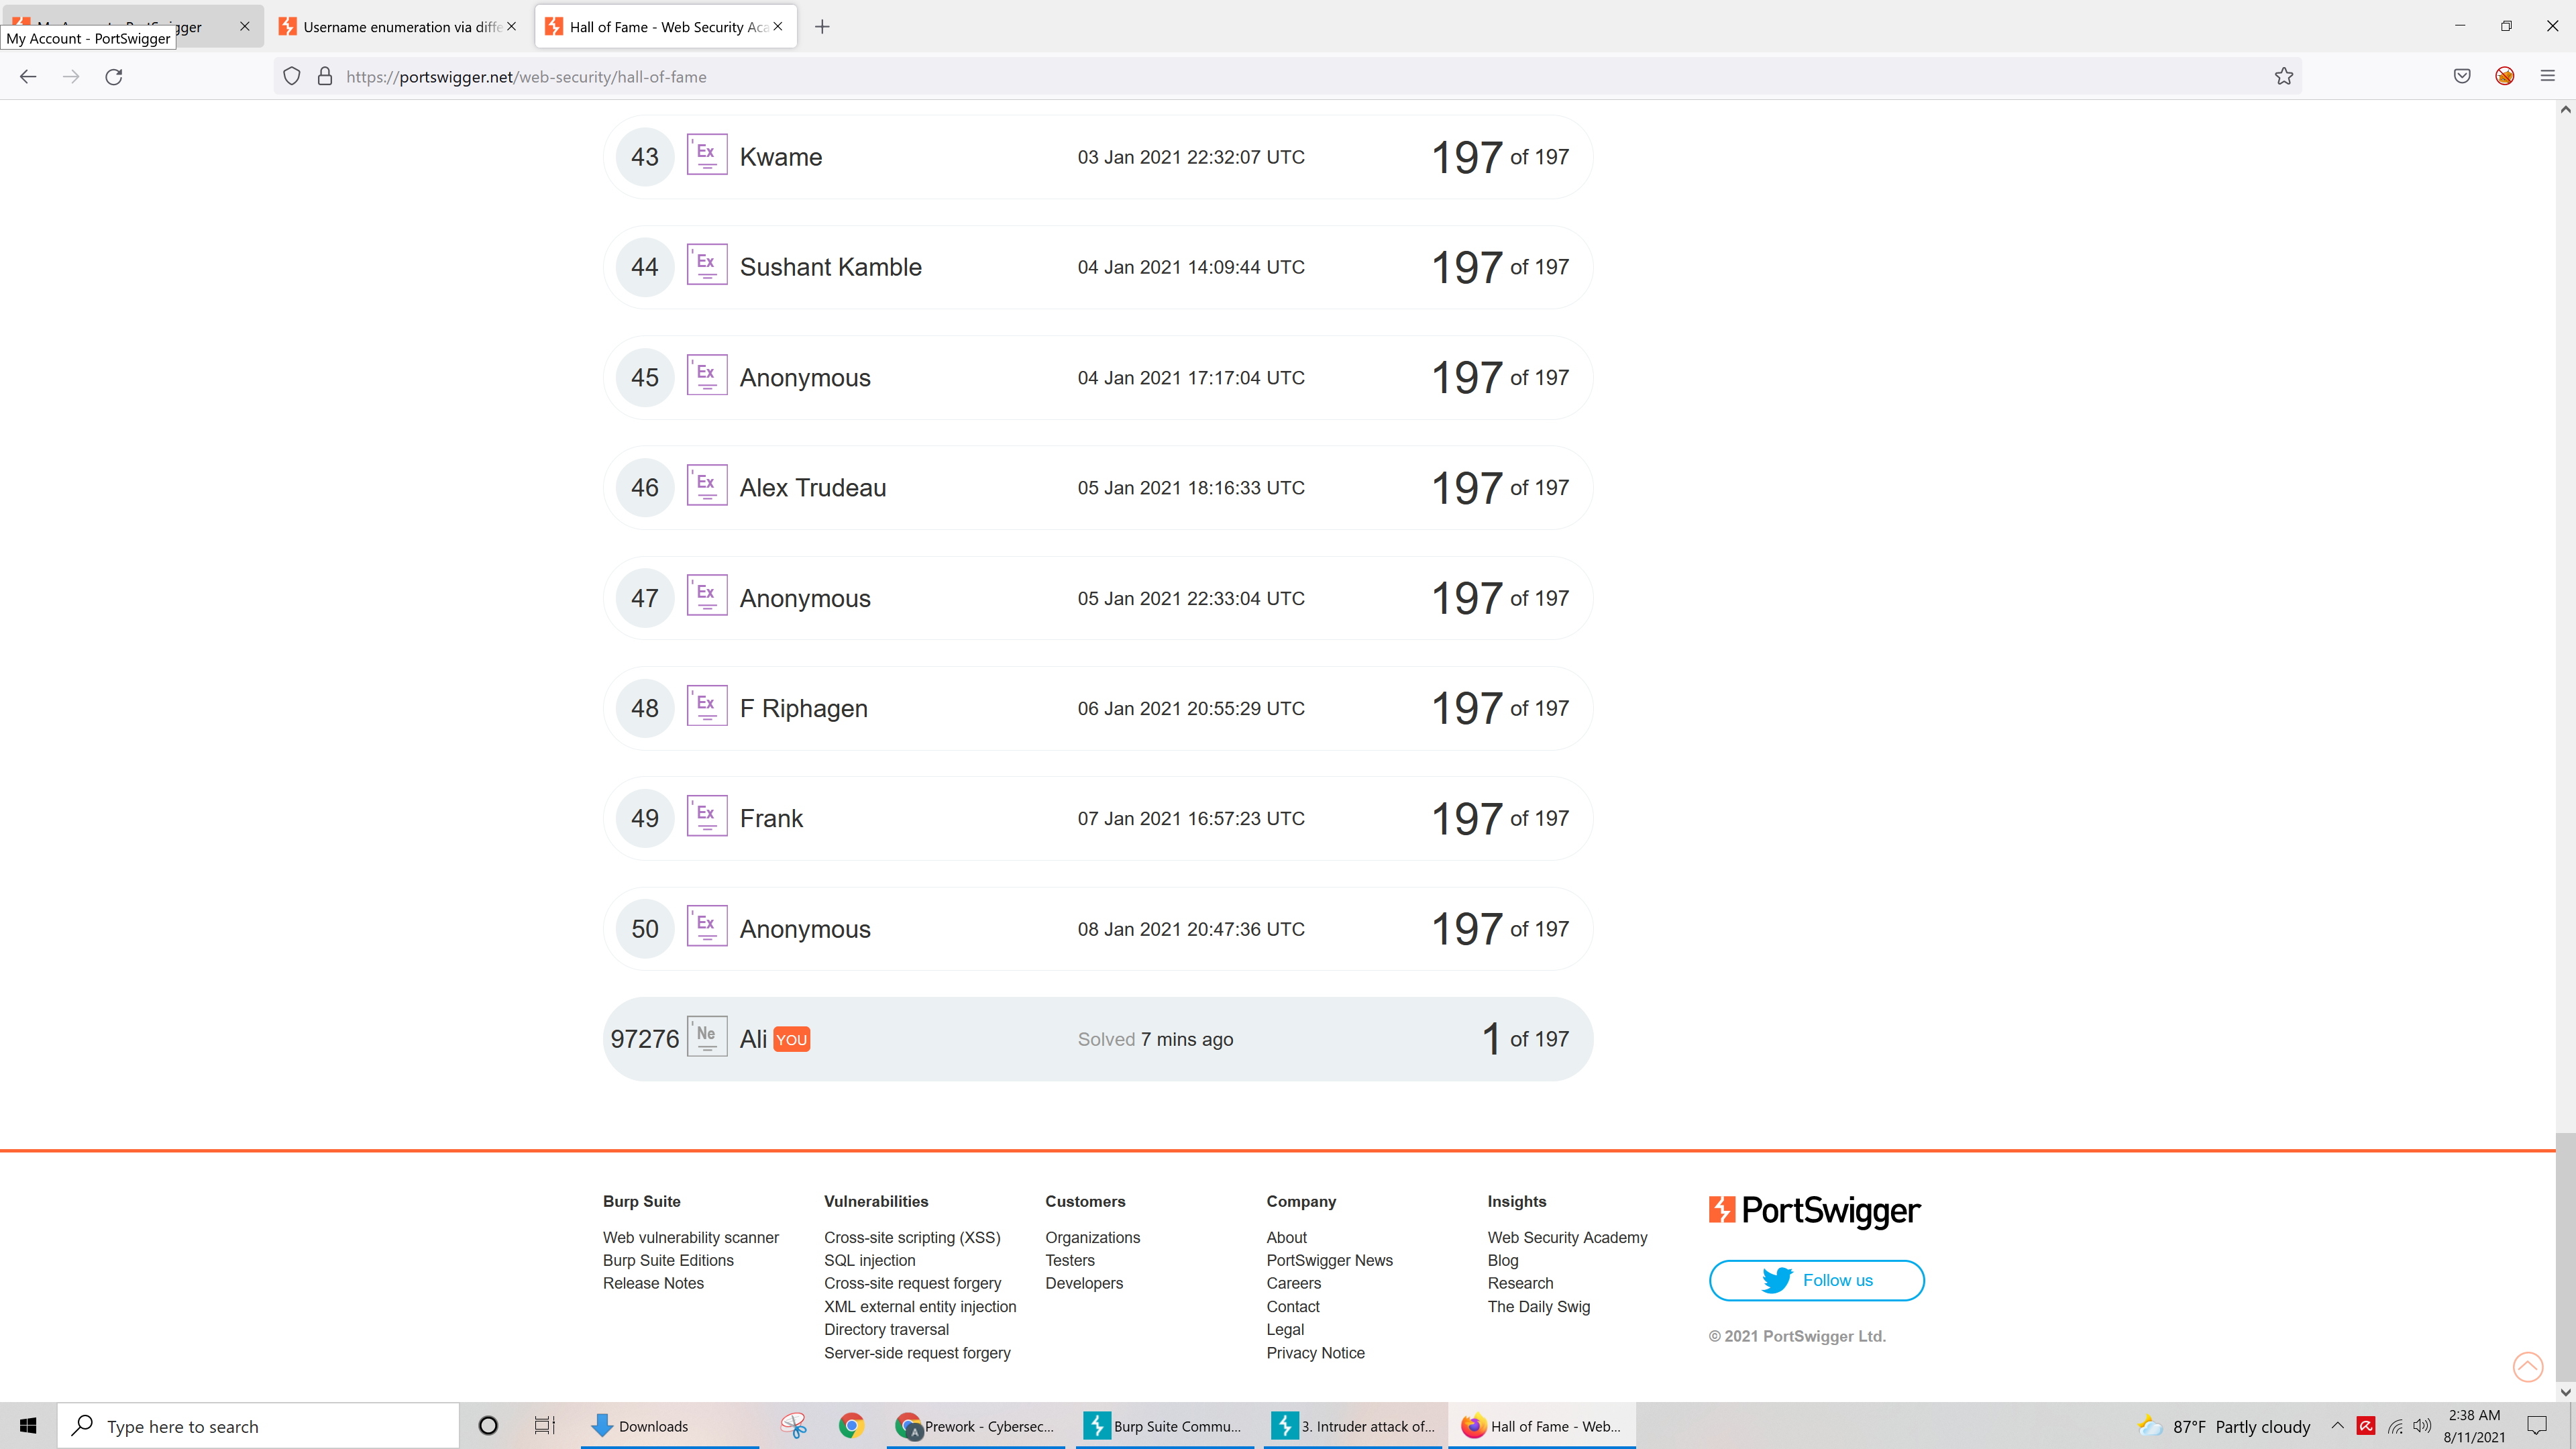 My Account - PortSwigger
Username enumeration via diffe
Hall of Fame - Web Security Aca
My Account - PortSwigger
https://portswigger.net/web-security/hall-of-fame
43 Ex Kwame 03 Jan 2021 22:32:07 UTC 197 of 197
44 Ex Sushant Kamble 04 Jan 2021 14:09:44 UTC 197 of 197
45 Ex Anonymous 04 Jan 2021 17:17:04 UTC 197 of 197
46 Ex Alex Trudeau 05 Jan 2021 18:16:33 UTC 197 of 197
47 Ex Anonymous 05 Jan 2021 22:33:04 UTC 197 of 197
48 Ex F Riphagen 06 Jan 2021 20:55:29 UTC 197 of 197
49 Ex Frank 07 Jan 2021 16:57:23 UTC 197 of 197
50 Ex Anonymous 08 Jan 2021 20:47:36 UTC 197 of 197
97276 Ne Ali YOU Solved 7 mins ago 1 of 197
Burp Suite
Web vulnerability scanner
Burp Suite Editions
Release Notes
Vulnerabilities
Cross-site scripting (XSS)
SQL injection
Cross-site request forgery
XML external entity injection
Directory traversal
Server-side request forgery
Customers
Organizations
Testers
Developers
Company
About
PortSwigger News
Careers
Contact
Legal
Privacy Notice
Insights
Web Security Academy
Blog
Research
The Daily Swig
PortSwigger
Follow us
© 2021 PortSwigger Ltd.
Type here to search
Downloads
A
Prework - Cybersec...
Burp Suite Commu...
3. Intruder attack of...
Hall of Fame - Web...
87°F Partly cloudy
2:38 AM
8/11/2021